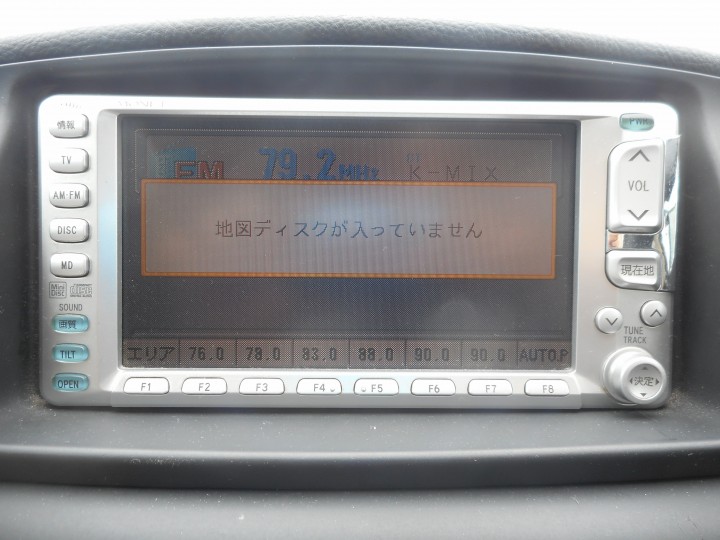 情報
TV
AM·FM
DISC
MD
Mini Disc
disc
SOUND
画質
TILT
OPEN
FM 79.2MHz K-MIX
地図ディスクが入っていません
エリア 76.0 78.0 83.0 88.0 90.0 90.0 AUTO.P
F1 F2 F3 F4 F5 F6 F7 F8
VOL
現在地
TUNE
TRACK
決定